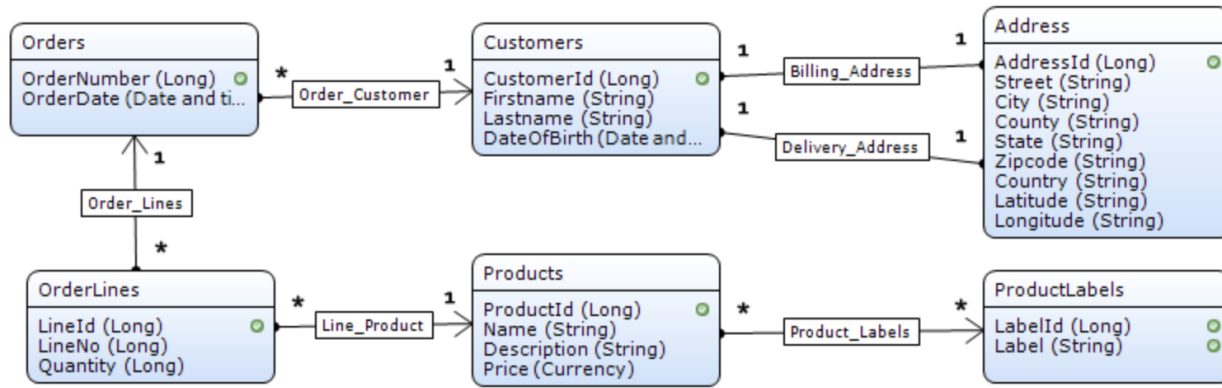 Orders
OrderNumber (Long)
OrderDate (Date and ti...
*
Order_Customer
1
Customers
CustomerId (Long)
Firstname (String)
Lastname (String)
DateOfBirth (Date and...
1
Billing_Address
1
1
Delivery_Address
1
Address
AddressId (Long)
Street (String)
City (String)
County (String)
State (String)
Zipcode (String)
Country (String)
Latitude (String)
Longitude (String)
1
Order_Lines
*
OrderLines
LineId (Long)
LineNo (Long)
Quantity (Long)
*
Line_Product
1
Products
ProductId (Long)
Name (String)
Description (String)
Price (Currency)
*
Product_Labels
*
ProductLabels
LabelId (Long)
Label (String)